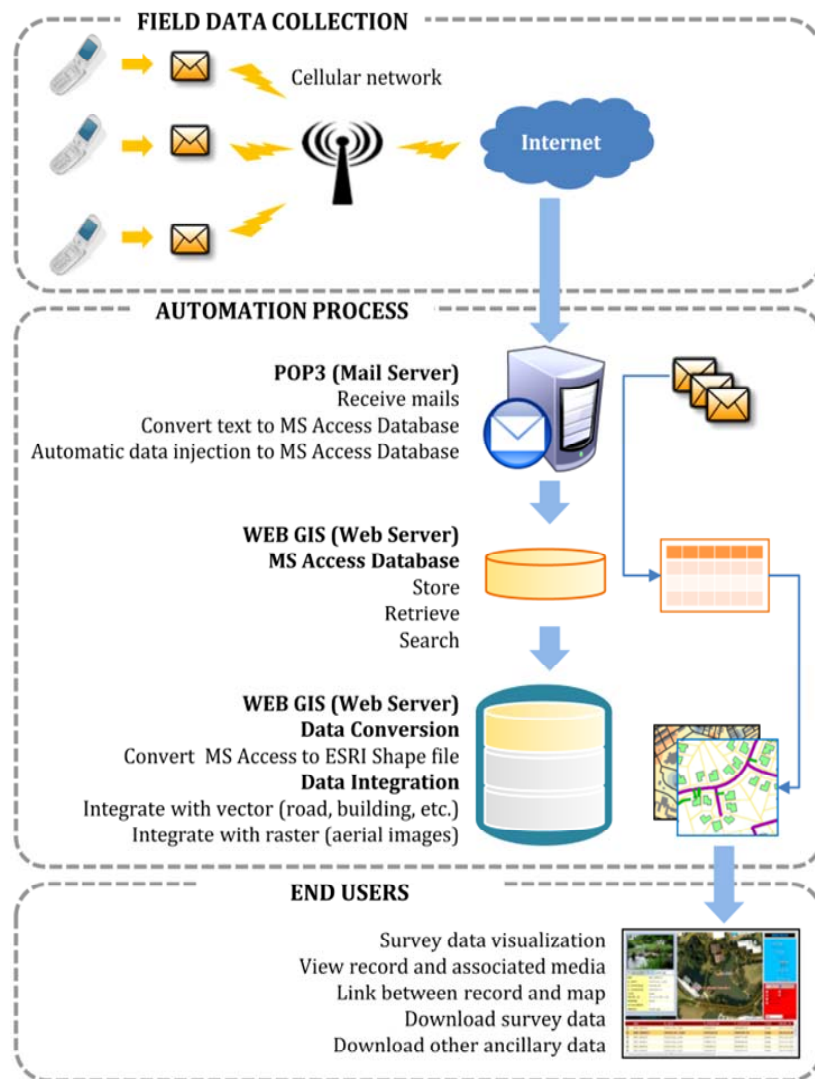 FIELD DATA COLLECTION
Cellular network
Internet
AUTOMATION PROCESS
POP3 (Mail Server)
Receive mails
Convert text to MS Access Database
Automatic data injection to MS Access Database
WEB GIS (Web Server)
MS Access Database
Store
Retrieve
Search
WEB GIS (Web Server)
Data Conversion
Convert MS Access to ESRI Shape file
Data Integration
Integrate with vector (road, building, etc.)
Integrate with raster (aerial images)
END USERS
Survey data visualization
View record and associated media
Link between record and map
Download survey data
Download other ancillary data